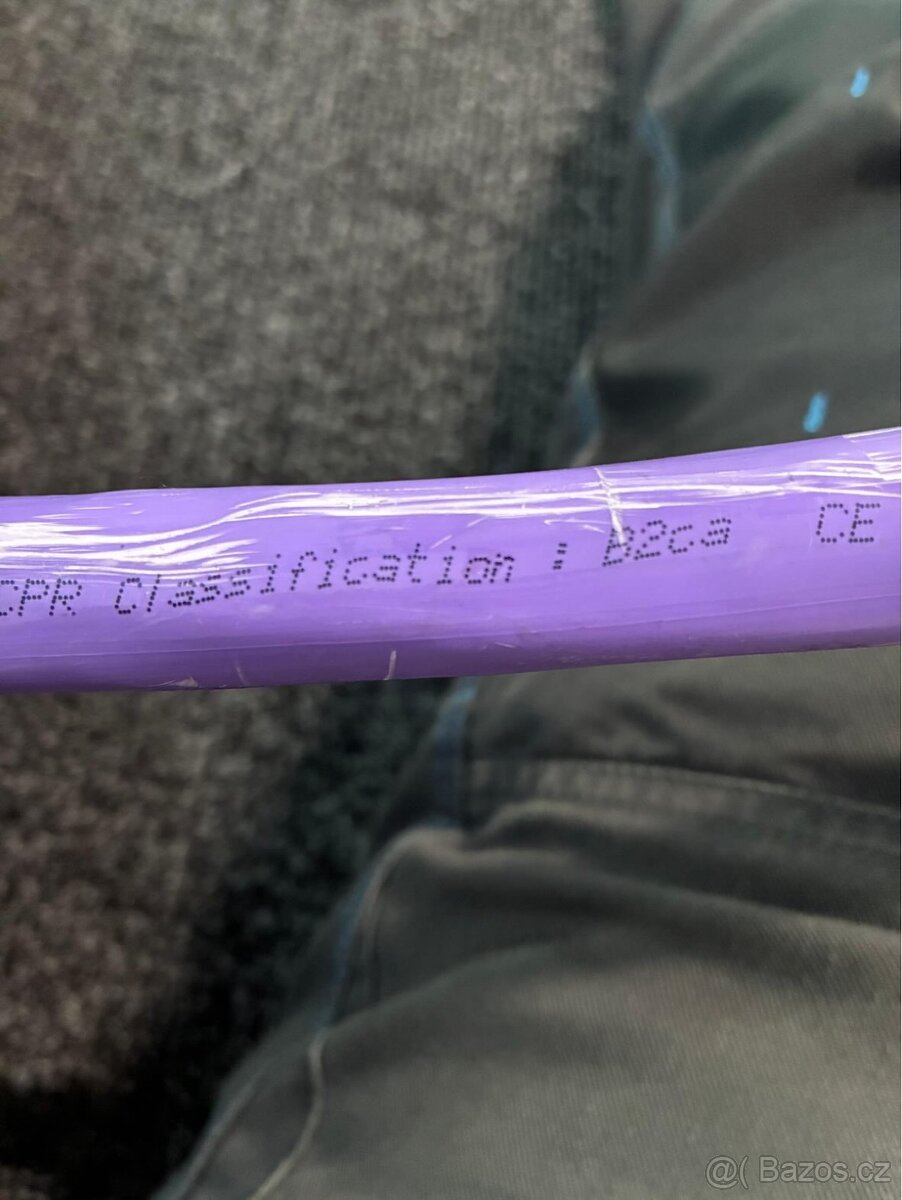 CPR Classification : B2ca CE
@( Bazos.cz